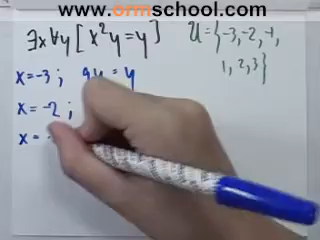 www.ormschool.com
∃x∀y [x²y=y] U={-3,-2,-1,
1,2,3}
x=-3; 9y=y
x=-2;
x=